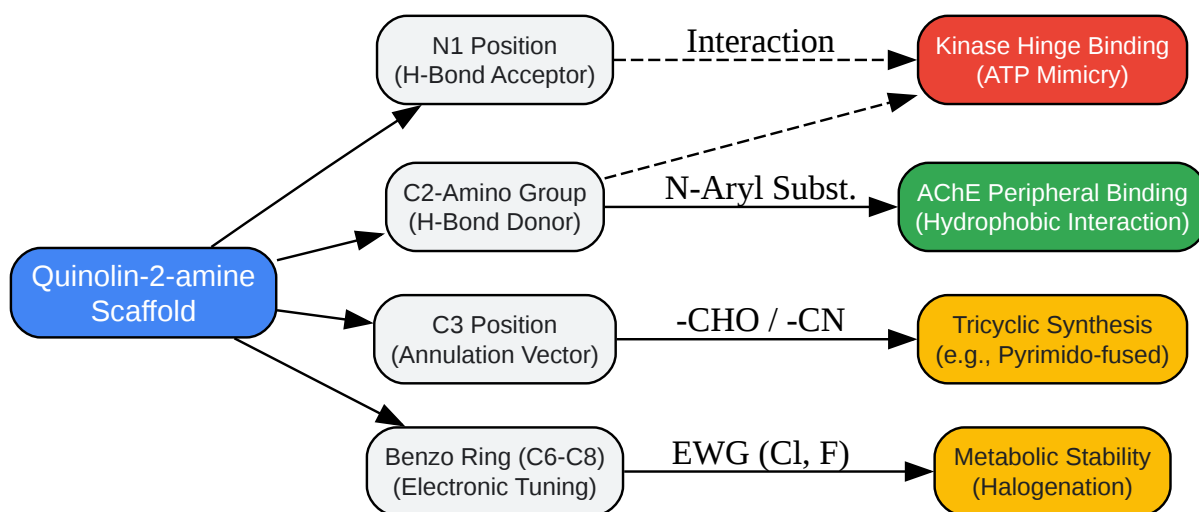 N1 Position
(H-Bond Acceptor)
Interaction
Kinase Hinge Binding
(ATP Mimicry)
C2-Amino Group
(H-Bond Donor)
N-Aryl Subst.
AChE Peripheral Binding
(Hydrophobic Interaction)
Quinolin-2-amine
Scaffold
C3 Position
(Annulation Vector)
-CHO / -CN
Tricyclic Synthesis
(e.g., Pyrimido-fused)
Benzo Ring (C6-C8)
(Electronic Tuning)
EWG (Cl, F)
Metabolic Stability
(Halogenation)